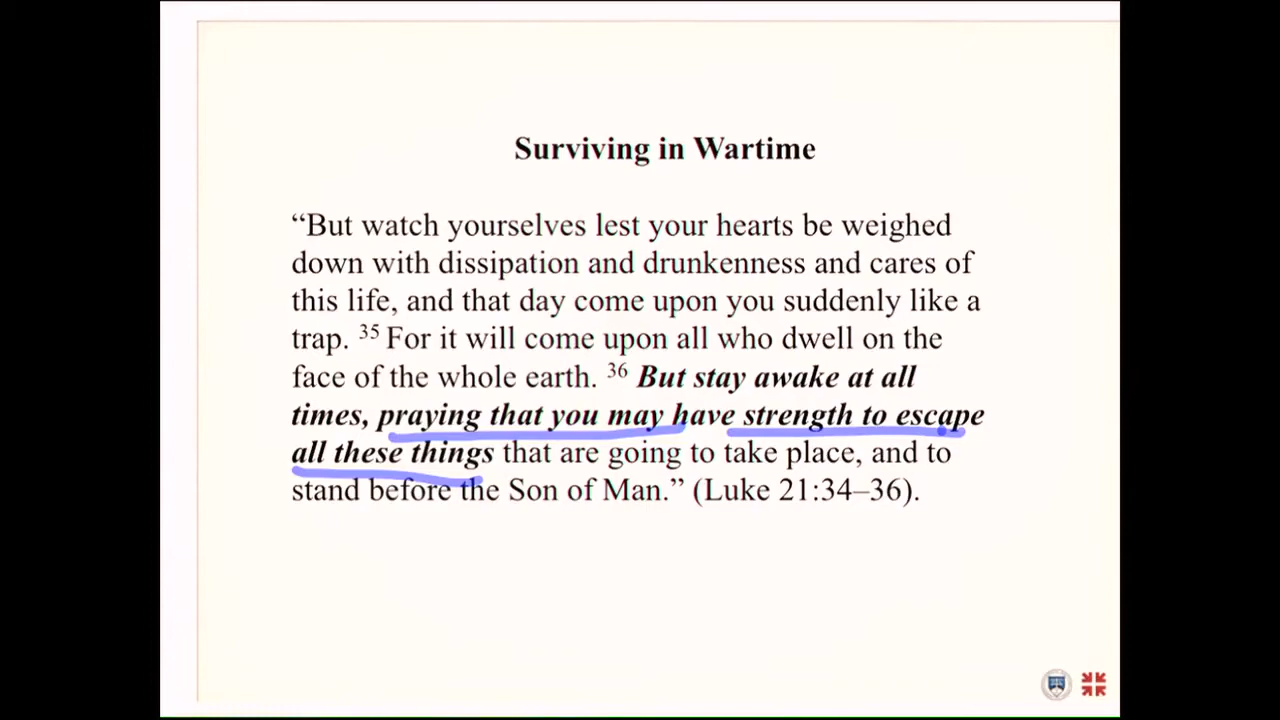 Surviving in Wartime
“But watch yourselves lest your hearts be weighed
down with dissipation and drunkenness and cares of
this life, and that day come upon you suddenly like a
trap. ³⁵ For it will come upon all who dwell on the
face of the whole earth. ³⁶ But stay awake at all
times, praying that you may have strength to escape
all these things that are going to take place, and to
stand before the Son of Man.” (Luke 21:34–36).